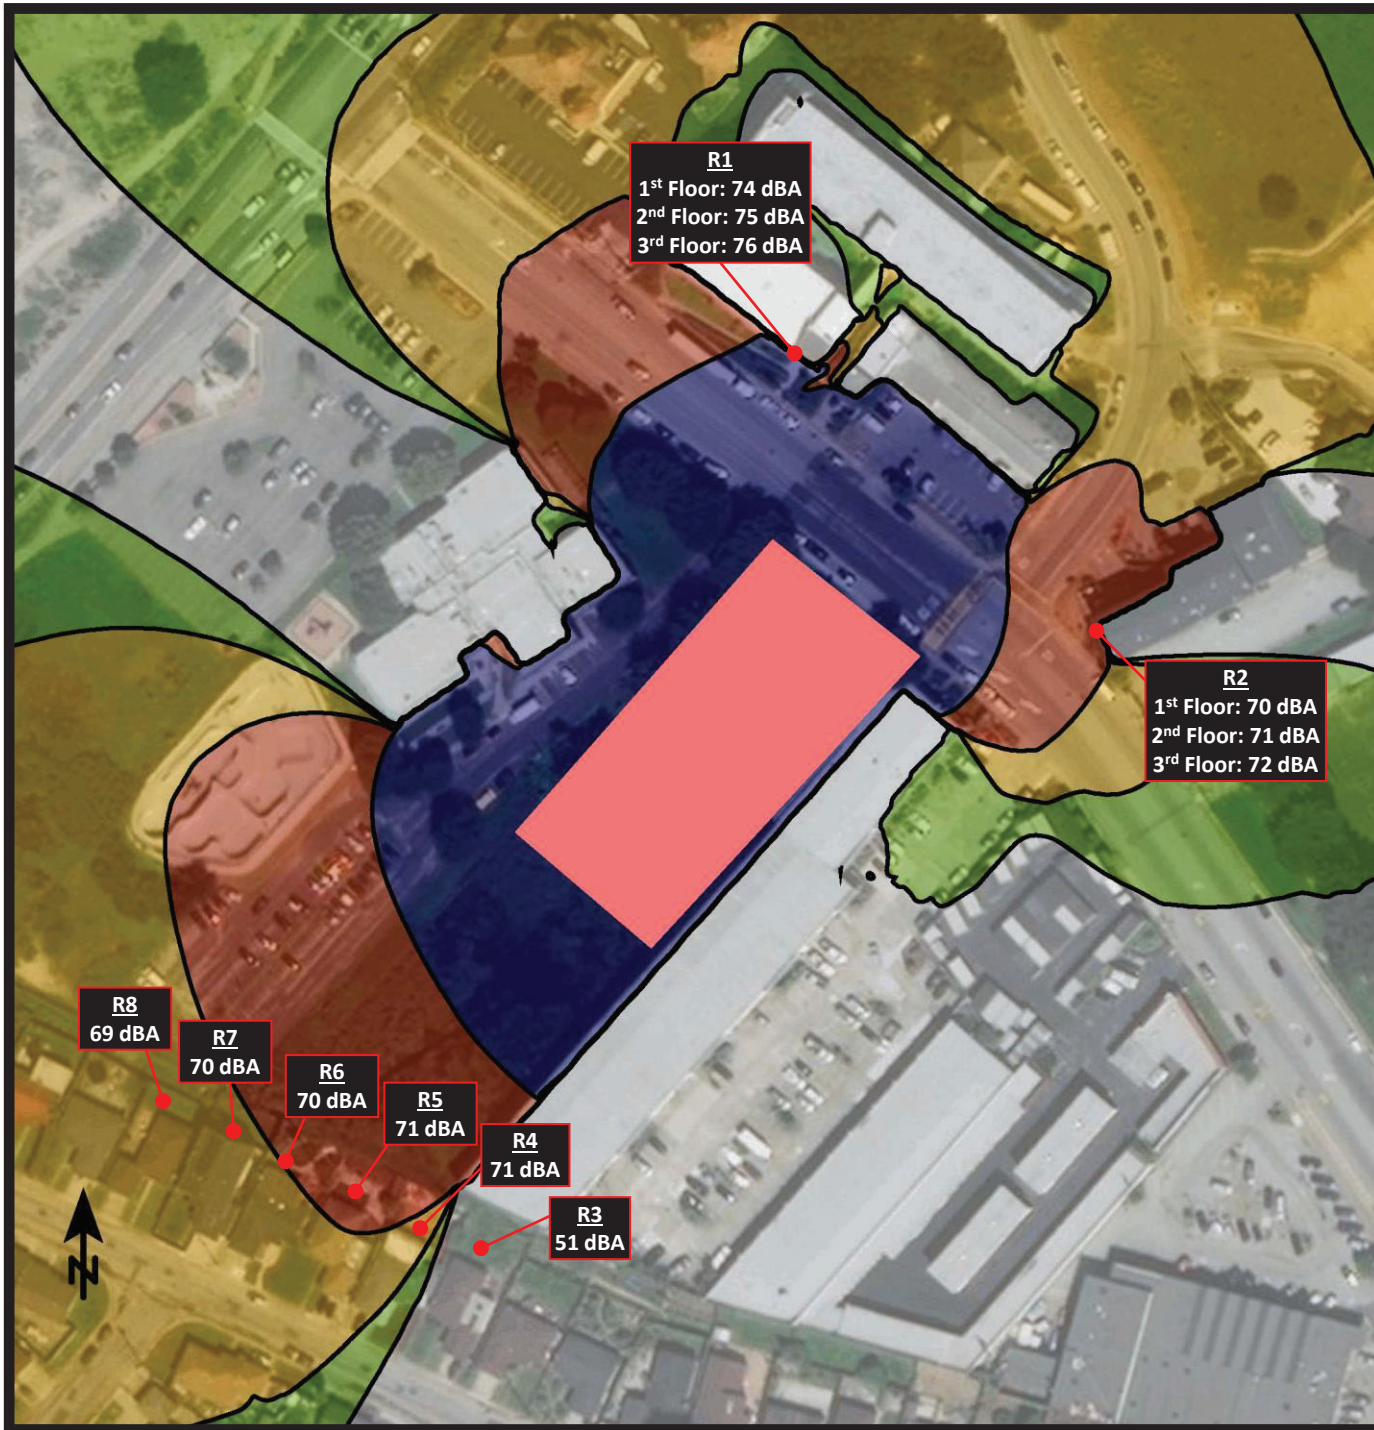 R1
1st Floor: 74 dBA
2nd Floor: 75 dBA
3rd Floor: 76 dBA
R2
1st Floor: 70 dBA
2nd Floor: 71 dBA
3rd Floor: 72 dBA
R8
69 dBA
R7
70 dBA
R6
70 dBA
R5
71 dBA
R4
71 dBA
R3
51 dBA
N